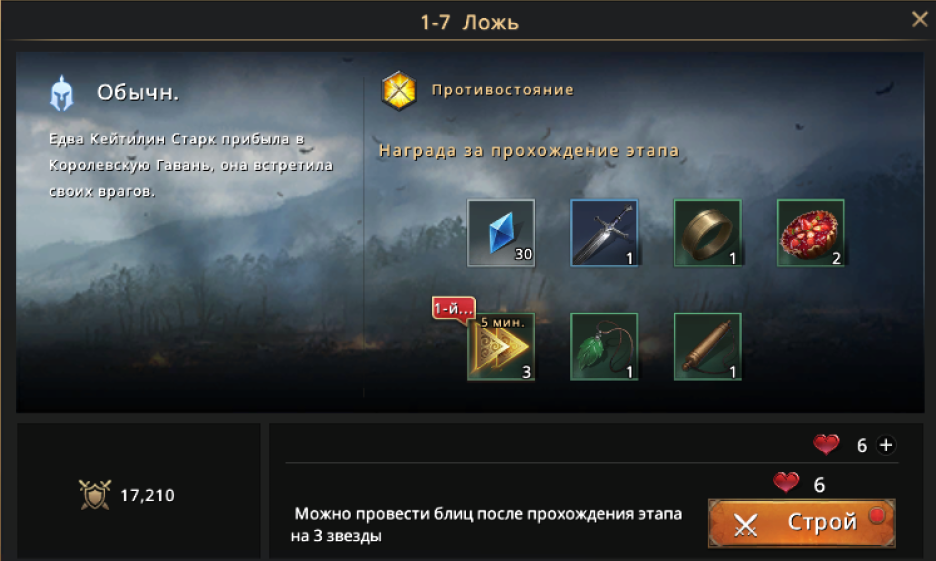 1-7 Ложь
Обычн.
Едва Кейтилин Старк прибыла в
Королевскую Гавань, она встретила
своих врагов.
Противостояние
Награда за прохождение этапа
30
1
1
2
1-й...
5 мин.
3
1
1
17,210
6
6
Можно провести блиц после прохождения этапа
на 3 звезды
Строй